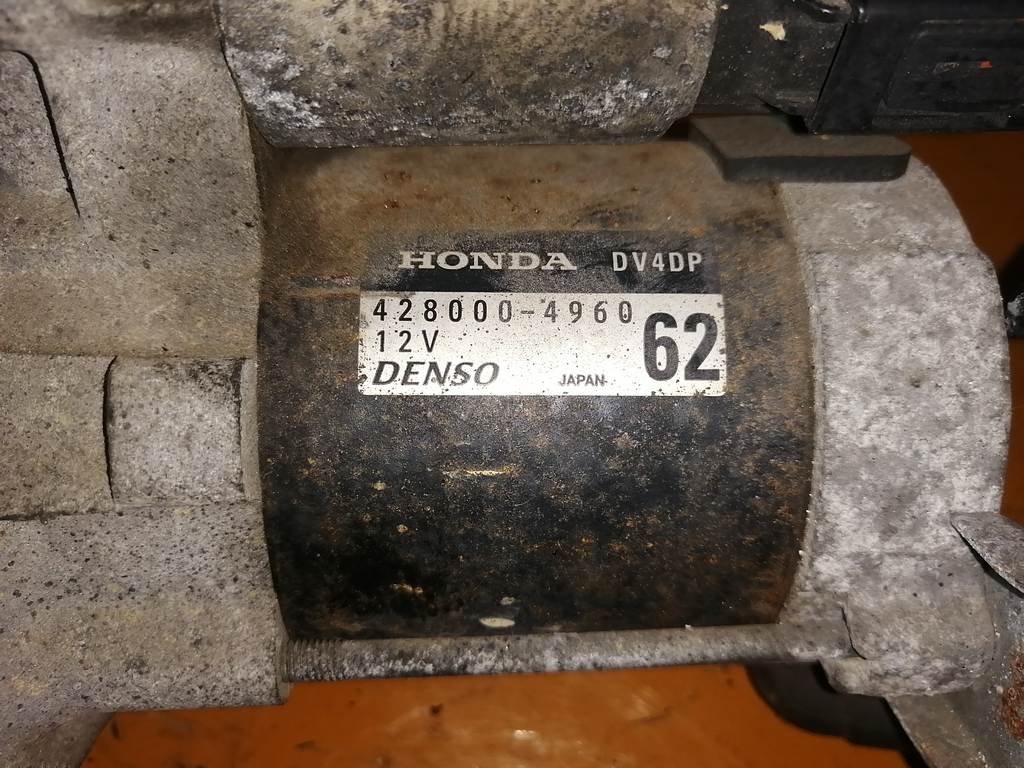 HONDA DV4DP
428000-4960
12V
62
DENSO JAPAN